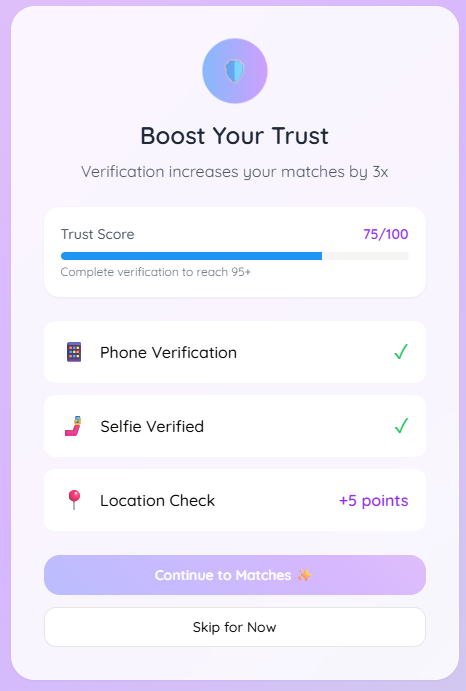 Boost Your Trust
Verification increases your matches by 3x
Trust Score 75/100
Complete verification to reach 95+
Phone Verification ✓
Selfie Verified ✓
Location Check +5 points
Continue to Matches ✨
Skip for Now